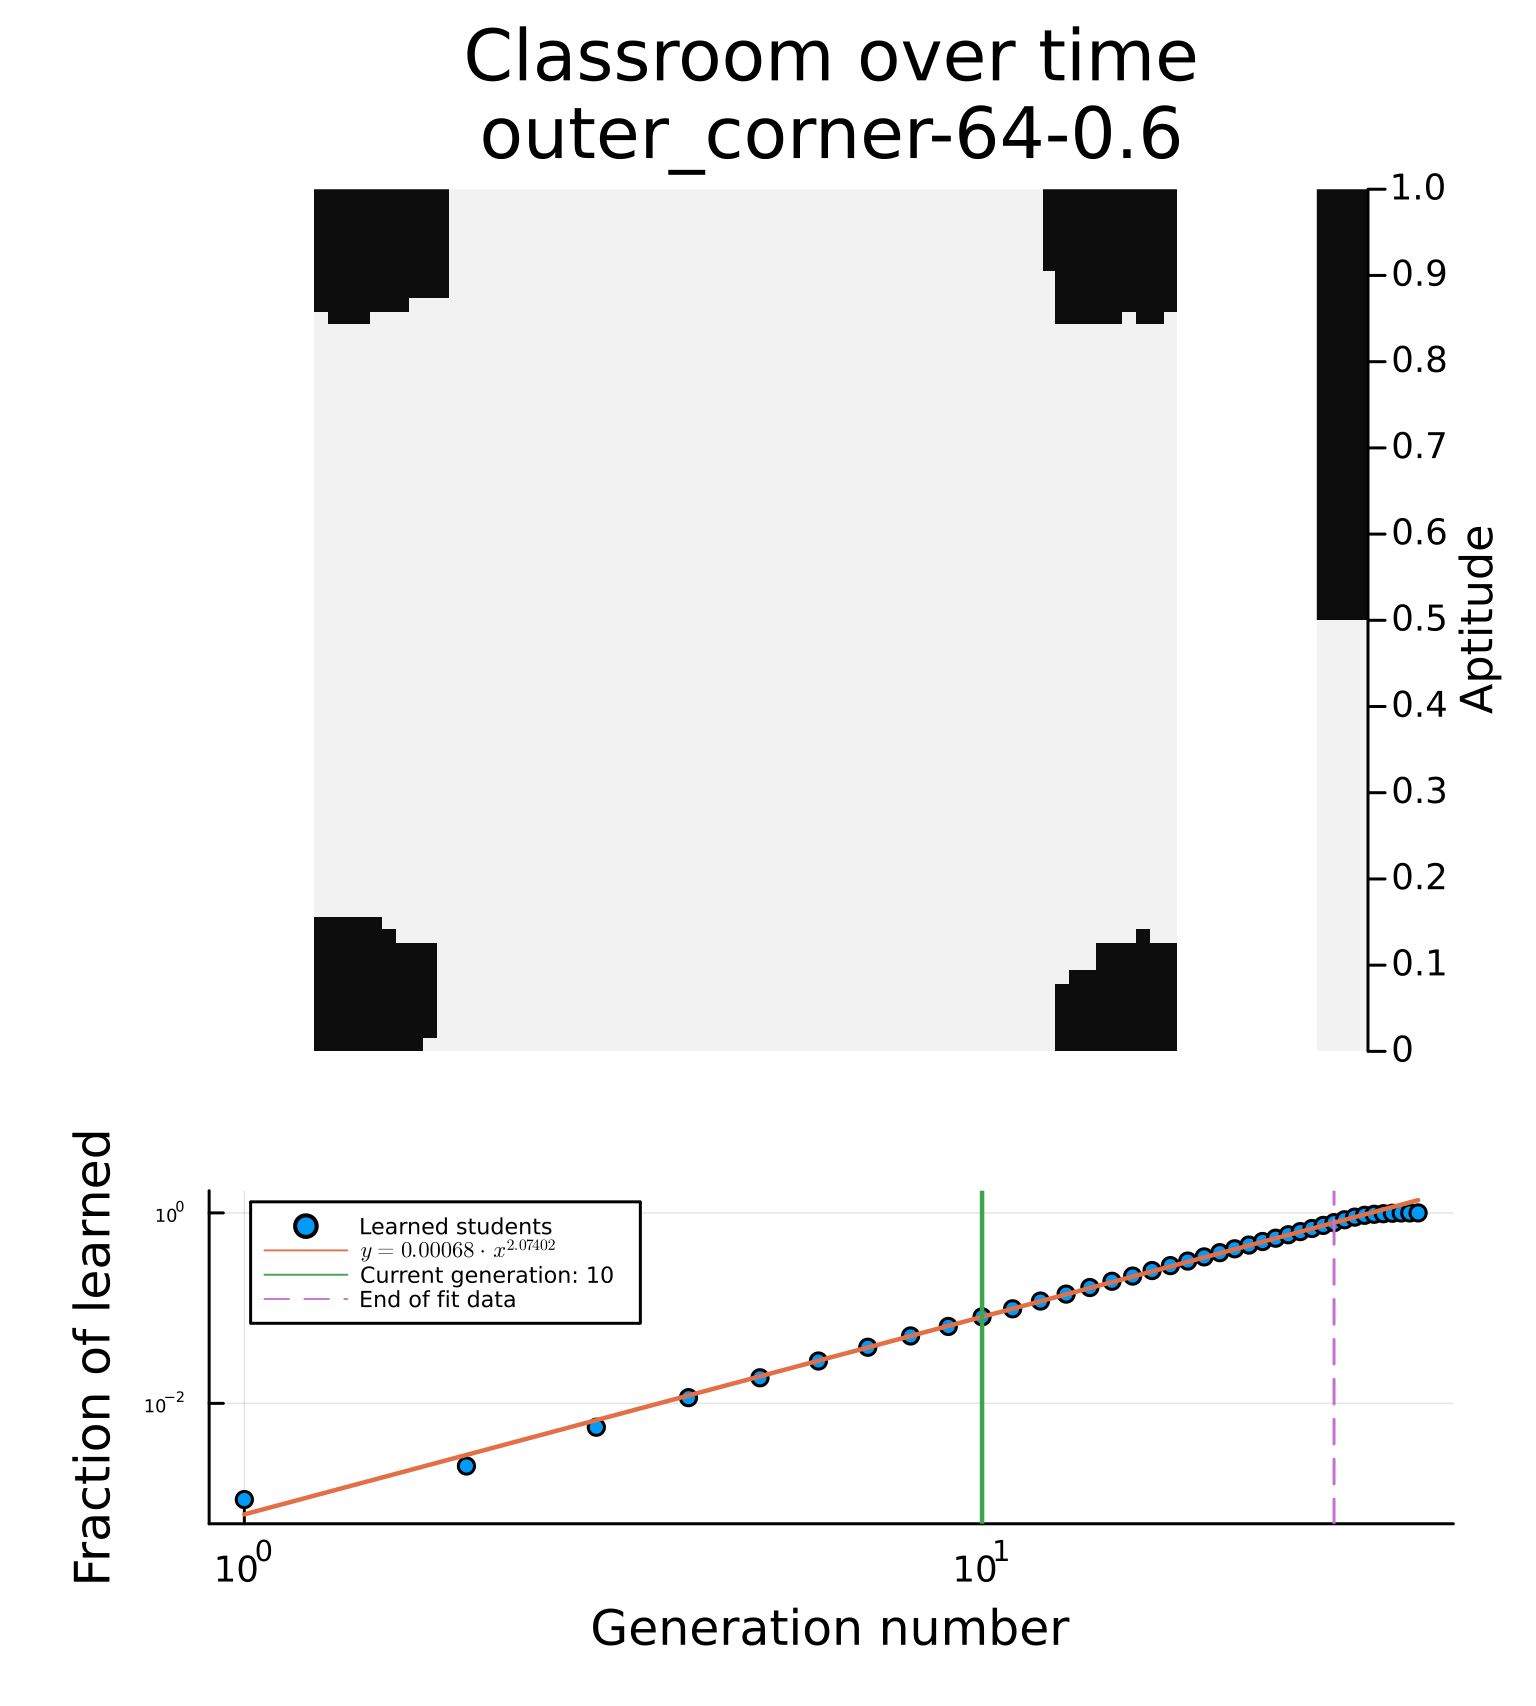 Classroom over time
outer_corner-64-0.6
1.0
0.9
0.8
0.7
0.6
0.5
0.4
0.3
0.2
0.1
0
Aptitude
Fraction of learned
10^0
10^-2
Learned students
y = 0.00068 · x^2.07402
Current generation: 10
End of fit data
10^0
10^1
Generation number